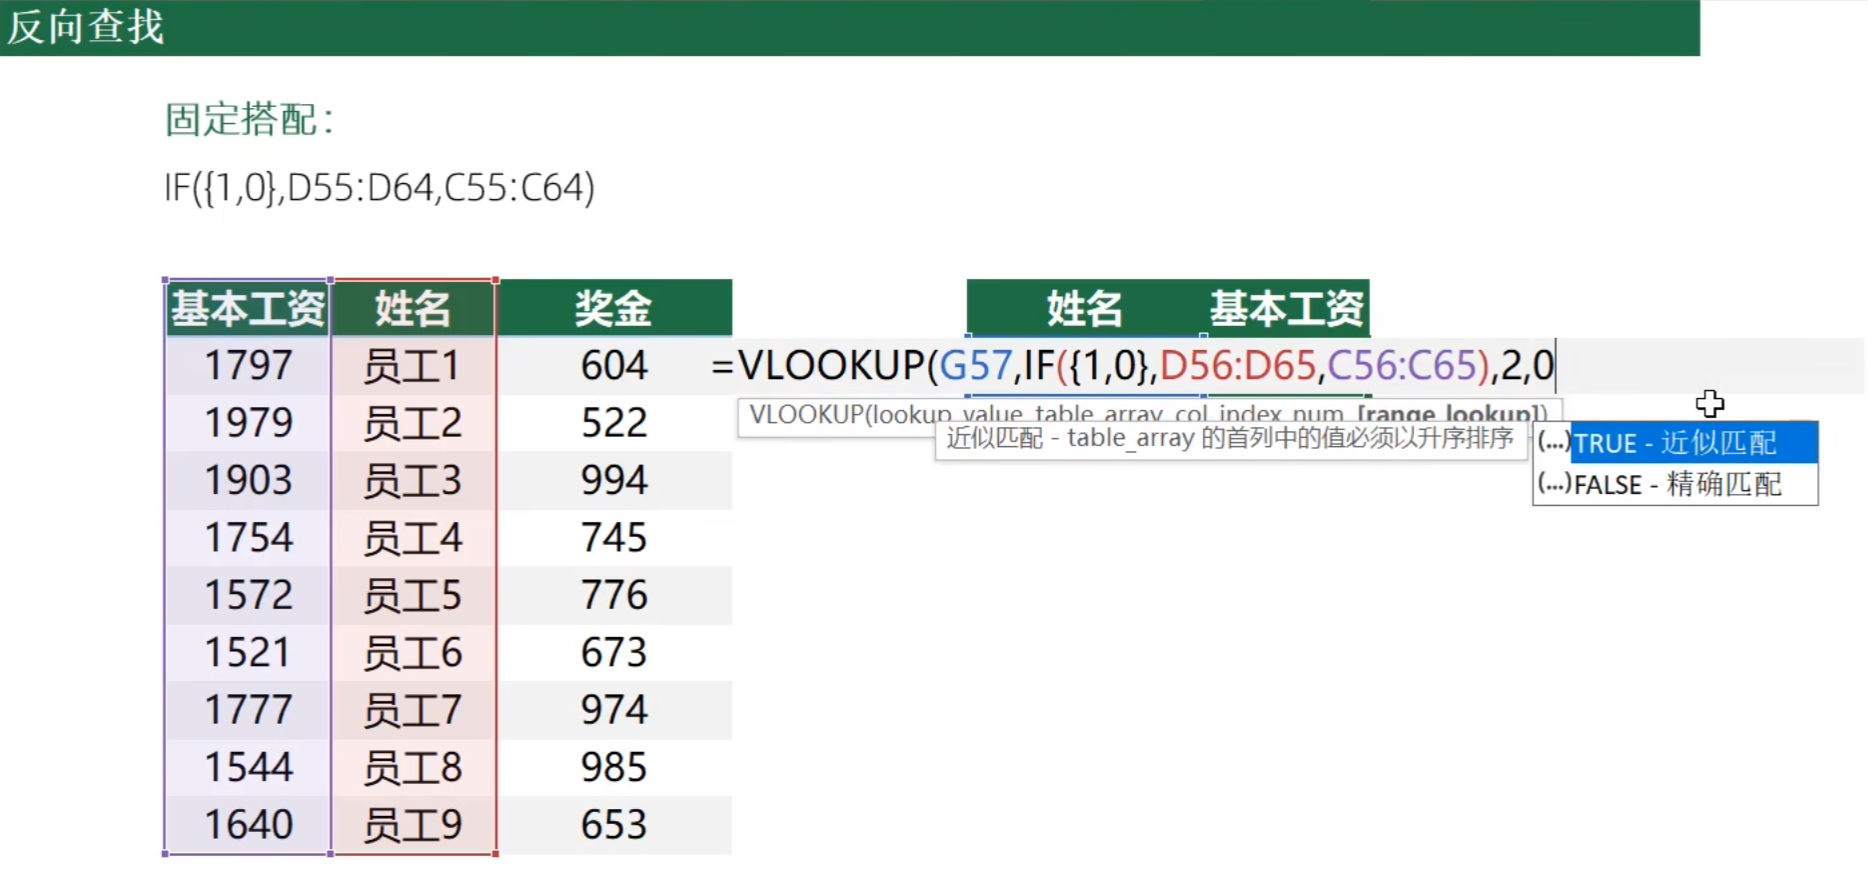 反向查找
固定搭配：
IF({1,0},D55:D64,C55:C64)
基本工资 姓名 奖金 姓名 基本工资
1797 员工1 604 =VLOOKUP(G57,IF({1,0},D56:D65,C56:C65),2,0
1979 员工2 522 VLOOKUP(lookup_value, table_array, col_index_num, [range_lookup])
近似匹配 - table_array 的首列中的值必须以升序排序 (...)TRUE - 近似匹配
1903 员工3 994 (...)FALSE - 精确匹配
1754 员工4 745
1572 员工5 776
1521 员工6 673
1777 员工7 974
1544 员工8 985
1640 员工9 653